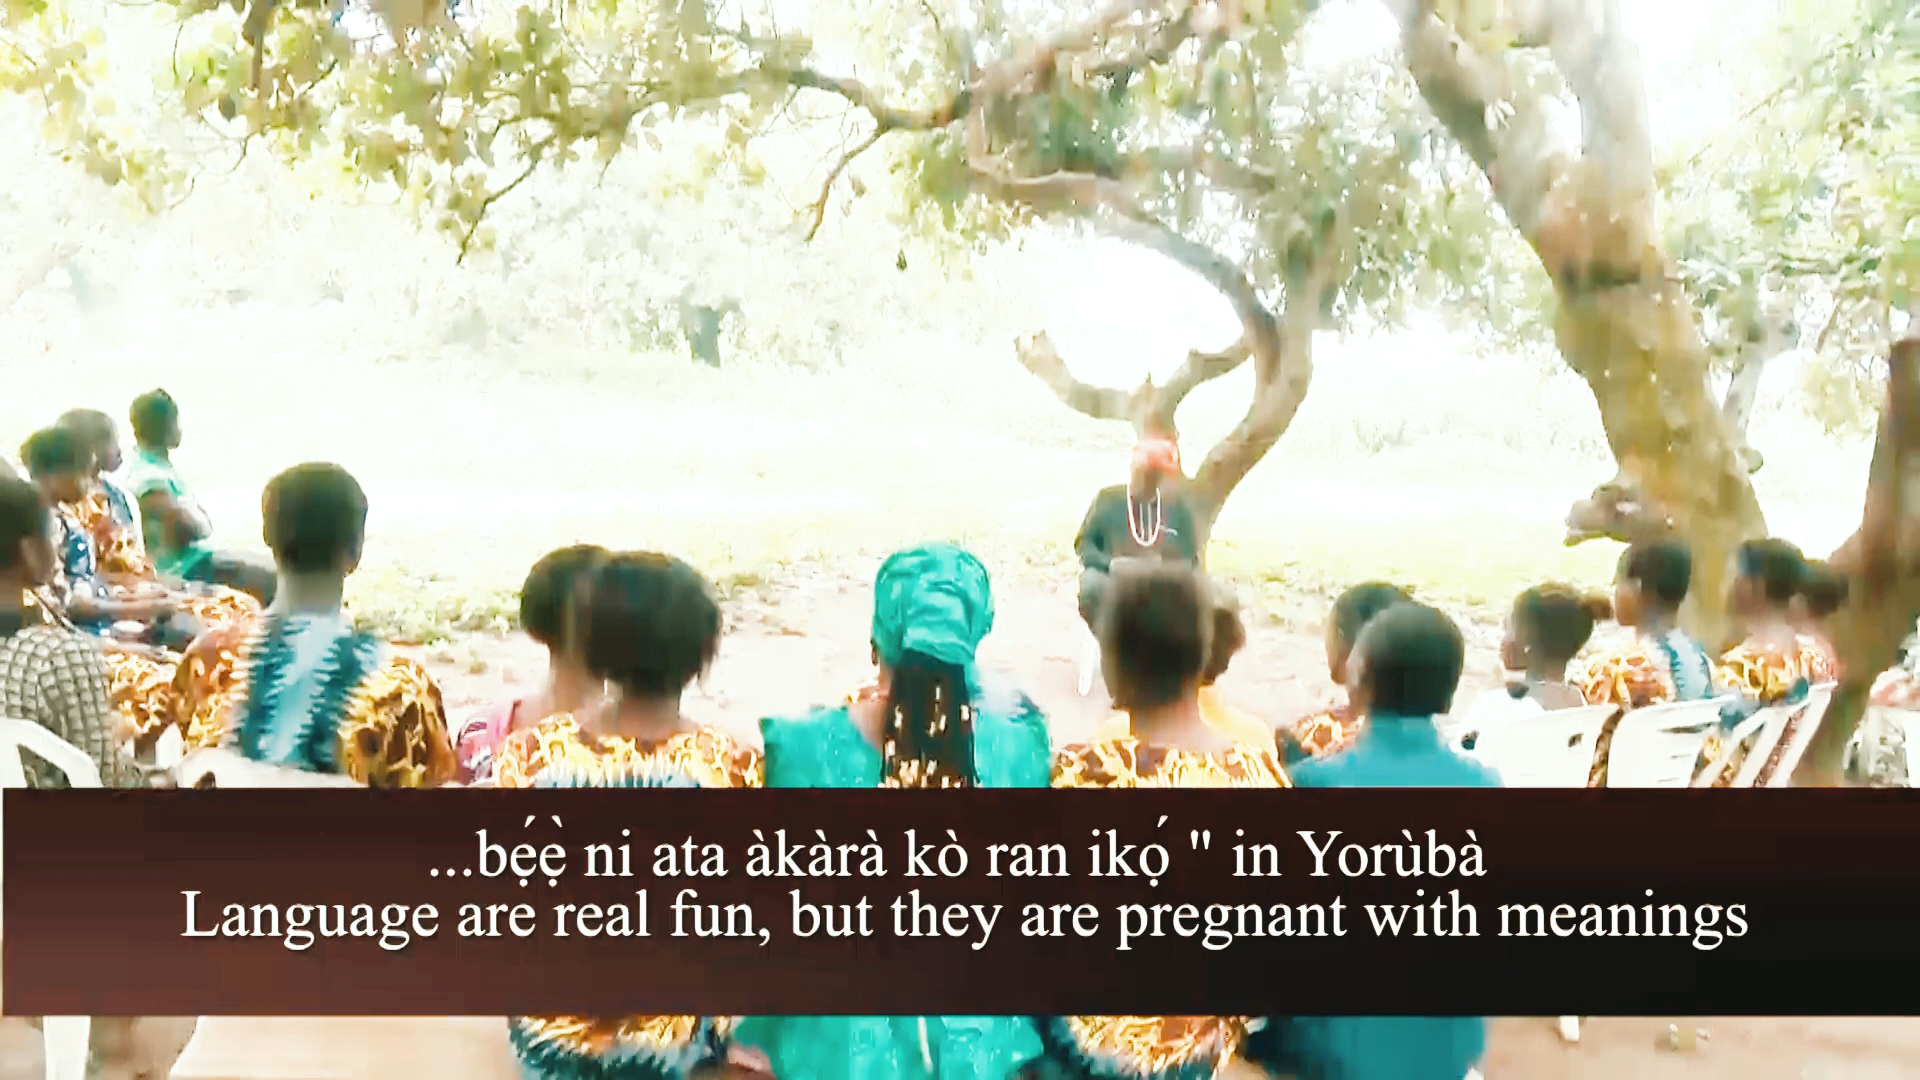 ...bẹ́ẹ̀ ni ata àkàrà kò ran ikọ́ " in Yorùbà
Language are real fun, but they are pregnant with meanings